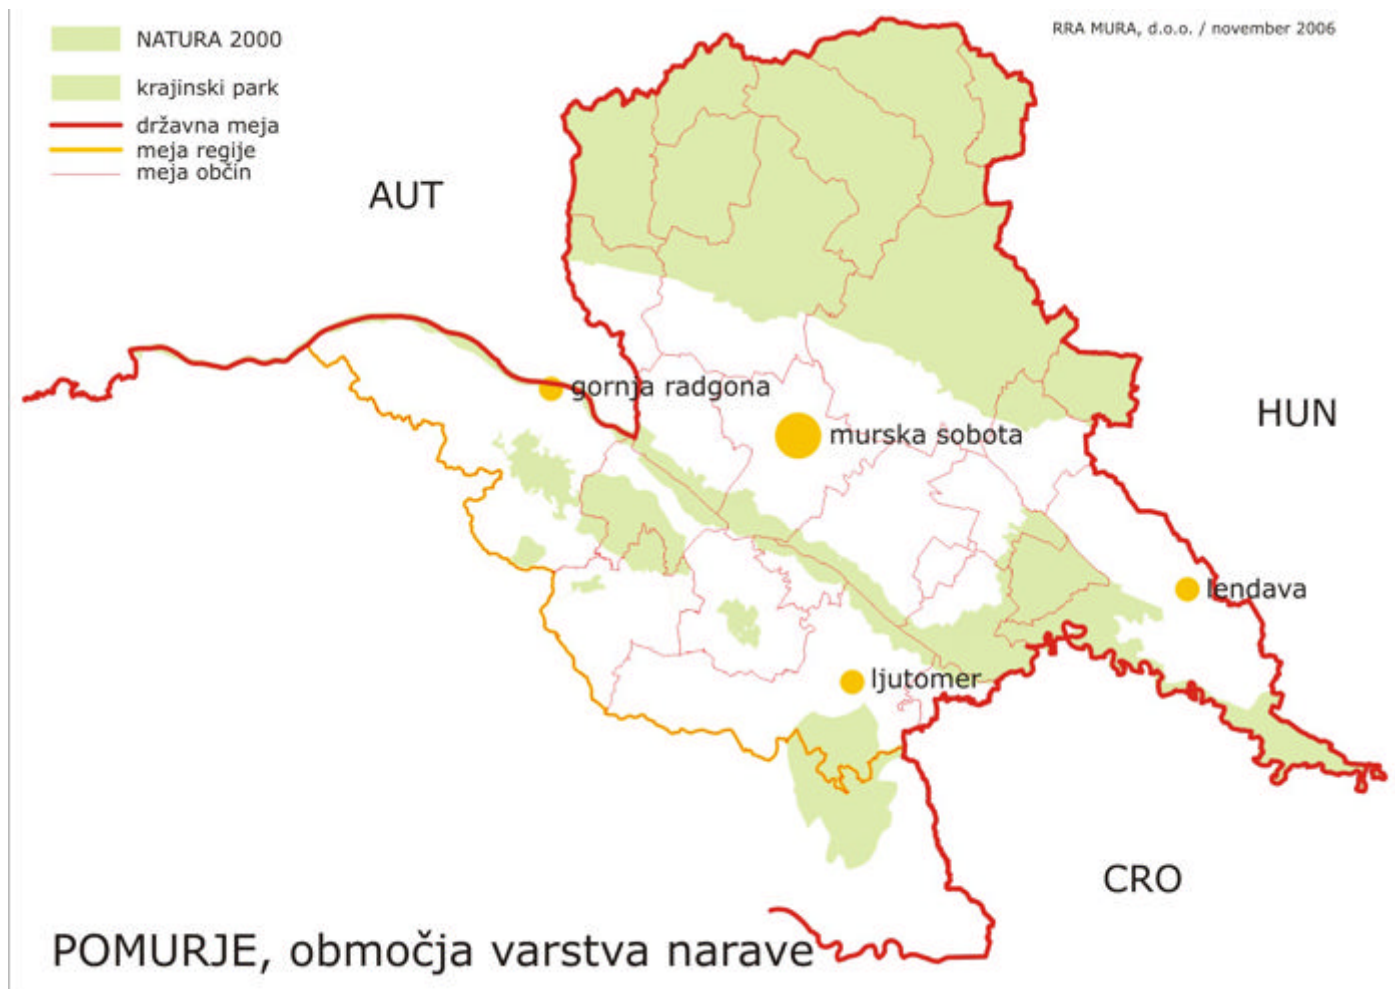 NATURA 2000
krajinski park
državna meja
meja regije
meja občin
RRA MURA, d.o.o. / november 2006
AUT
gornja radgona
murska sobota
HUN
lendava
ljutomer
CRO
POMURJE, območja varstva narave